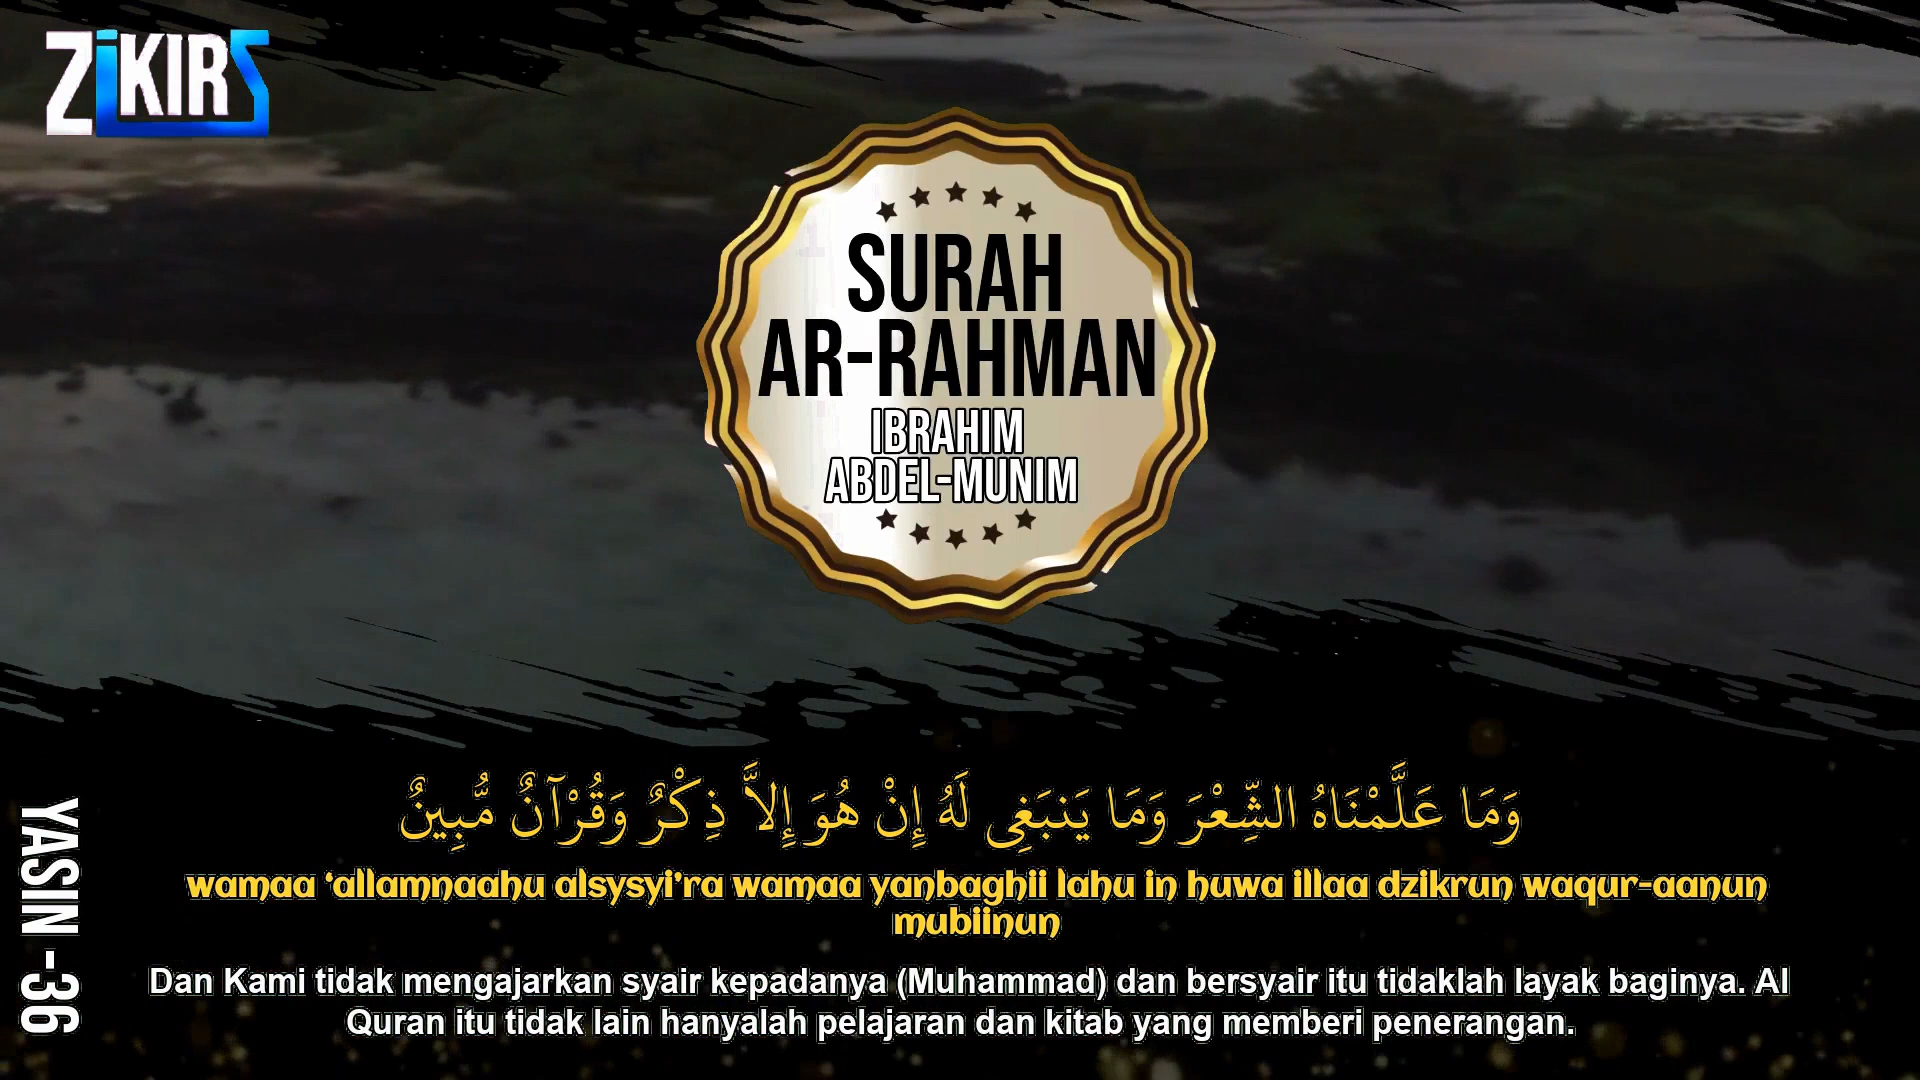 ZIKIRS
SURAH
AR-RAHMAN
IBRAHIM
ABDEL-MUNIM
وَمَا عَلَّمْنَاهُ الشِّعْرَ وَمَا يَنبَغِي لَهُ إِنْ هُوَ إِلاَّ ذِكْرٌ وَقُرْآنٌ مُّبِينٌ
wamaa ‘allamnaahu alsysyi’ra wamaa yanbaghii lahu in huwa illaa dzikrun waqur-aanun
mubiinun
Dan Kami tidak mengajarkan syair kepadanya (Muhammad) dan bersyair itu tidaklah layak baginya. Al
Quran itu tidak lain hanyalah pelajaran dan kitab yang memberi penerangan.
YASIN -36